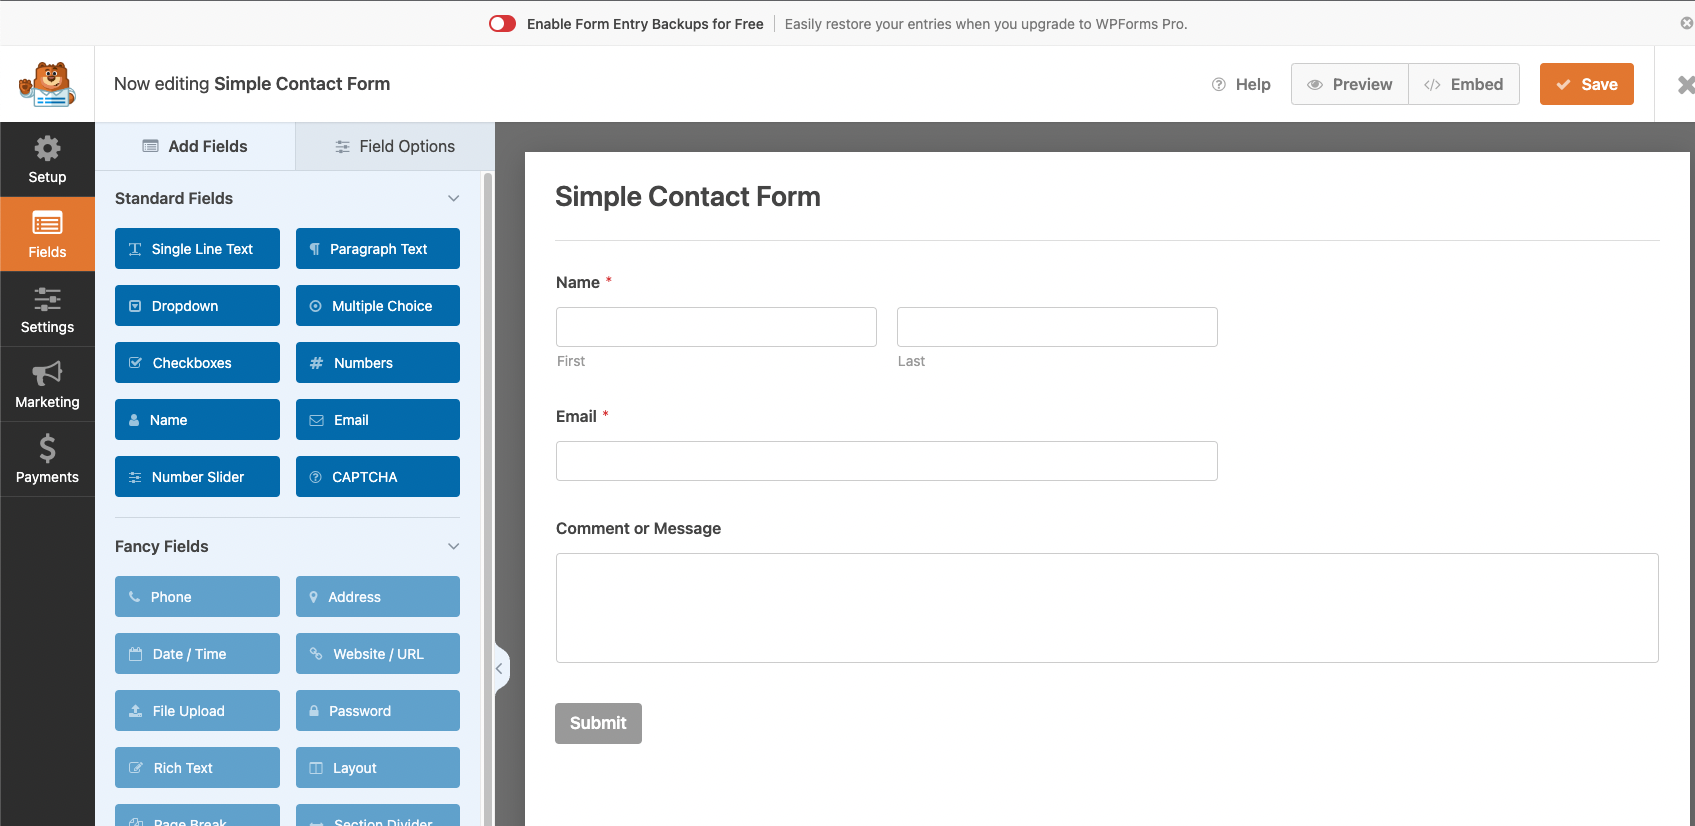 Enable Form Entry Backups for Free
Easily restore your entries when you upgrade to WPForms Pro.
Now editing Simple Contact Form
Help
Preview
Embed
Save
Setup
Fields
Settings
Marketing
Payments
Add Fields
Field Options
Standard Fields
Single Line Text
Paragraph Text
Dropdown
Multiple Choice
Checkboxes
Numbers
Name
Email
Number Slider
CAPTCHA
Fancy Fields
Phone
Address
Date / Time
Website / URL
File Upload
Password
Rich Text
Layout
Page Break
Section Divider
Simple Contact Form
Name *
First
Last
Email *
Comment or Message
Submit